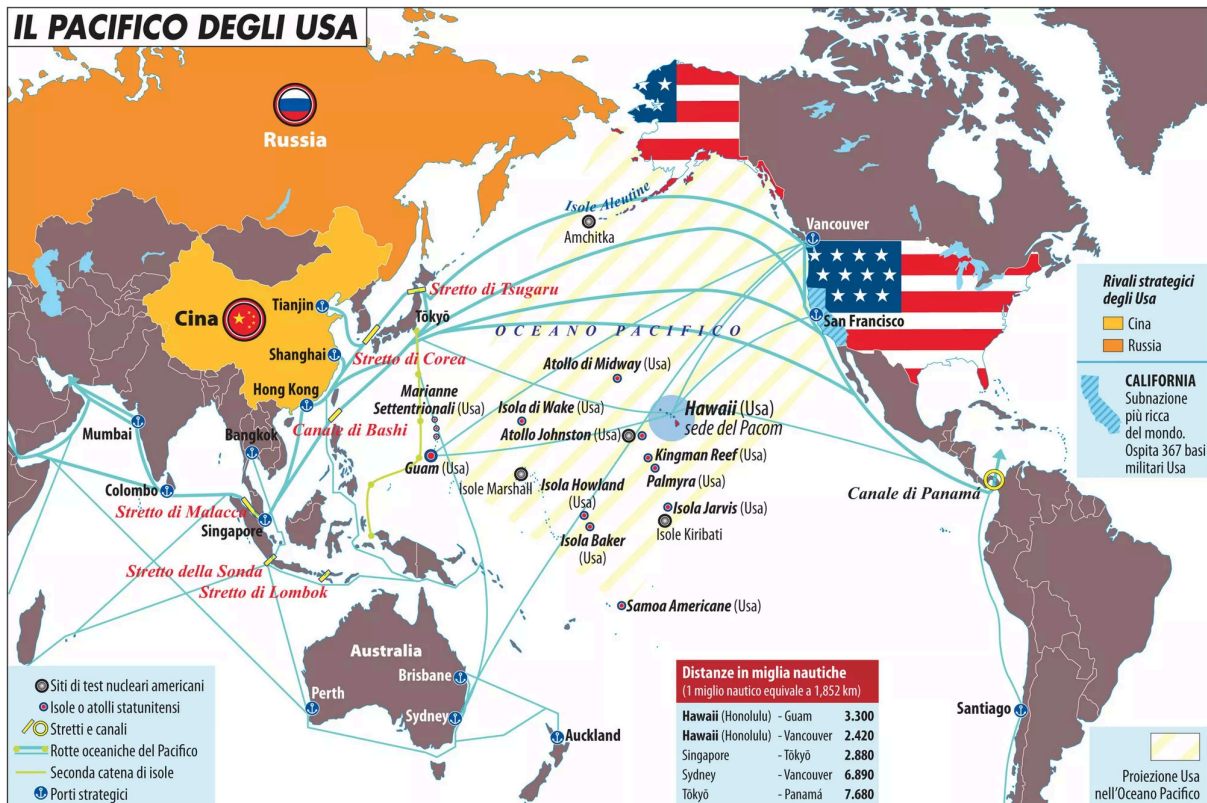 IL PACIFICO DEGLI USA
Russia
Isole Aleutine
Amchitka
Vancouver
Cina
Tianjin
Stretto di Tsugaru
Tōkyō
OCEANO PACIFICO
San Francisco
Shanghai
Stretto di Corea
Hong Kong
Atollo di Midway (Usa)
Marianne
Settentrionali (Usa)
Isola di Wake (Usa)
Hawaii (Usa)
sede del Pacom
Mumbai
Bangkok
Canale di Bashi
Atollo Johnston (Usa)
Guam (Usa)
Kingman Reef (Usa)
Isole Marshall
Isola Howland
(Usa)
Palmyra (Usa)
Canale di Panamá
Colombo
Stretto di Malacca
Singapore
Isola Jarvis (Usa)
Isola Baker
(Usa)
Isole Kiribati
Stretto della Sonda
Stretto di Lombok
Samoa Americane (Usa)
Australia
Brisbane
Perth
Sydney
Auckland
Santiago
Rivali strategici
degli Usa
Cina
Russia
CALIFORNIA
Subnazione
più ricca
del mondo.
Ospita 367 basi
militari Usa
Siti di test nucleari americani
Isole o atolli statunitensi
Stretti e canali
Rotte oceaniche del Pacifico
Seconda catena di isole
Porti strategici
Distanze in miglia nautiche
(1 miglio nautico equivale a 1,852 km)
Hawaii (Honolulu) - Guam 3.300
Hawaii (Honolulu) - Vancouver 2.420
Singapore - Tōkyō 2.880
Sydney - Vancouver 6.890
Tōkyō - Panamá 7.680
Proiezione Usa
nell'Oceano Pacifico